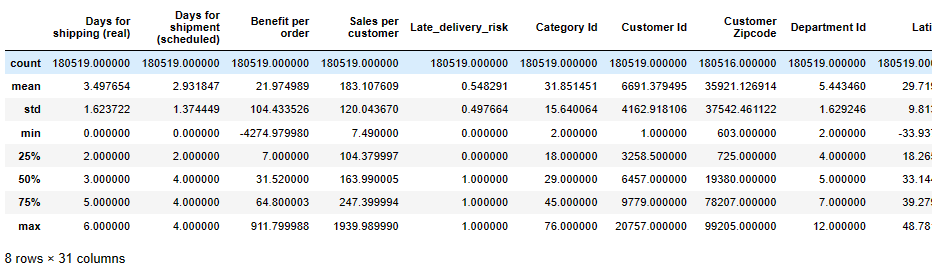 Days for shipping (real) Days for shipment (scheduled) Benefit per order Sales per customer Late_delivery_risk Category Id Customer Id Customer Zipcode Department Id Lati
count 180519.000000 180519.000000 180519.000000 180519.000000 180519.000000 180519.000000 180519.000000 180516.000000 180519.000000 180519.00
mean 3.497654 2.931847 21.974989 183.107609 0.548291 31.851451 6691.379495 35921.126914 5.443460 29.719
std 1.623722 1.374449 104.433526 120.043670 0.497664 15.640064 4162.918106 37542.461122 1.629246 9.813
min 0.000000 0.000000 -4274.979980 7.490000 0.000000 2.000000 1.000000 603.000000 2.000000 -33.937
25% 2.000000 2.000000 7.000000 104.379997 0.000000 18.000000 3258.500000 725.000000 4.000000 18.265
50% 3.000000 4.000000 31.520000 163.990005 1.000000 29.000000 6457.000000 19380.000000 5.000000 33.144
75% 5.000000 4.000000 64.800003 247.399994 1.000000 45.000000 9779.000000 78207.000000 7.000000 39.279
max 6.000000 4.000000 911.799988 1939.989990 1.000000 76.000000 20757.000000 99205.000000 12.000000 48.78
8 rows × 31 columns